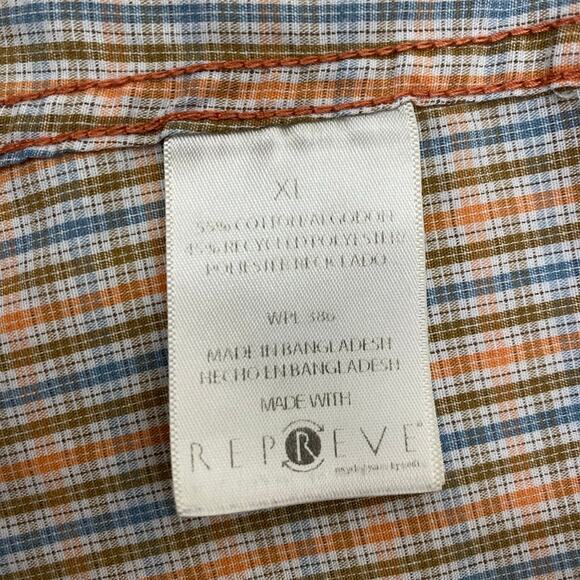 XL
55% COTTON/ALGODON
45% RECYCLED POLYESTER/
POLIESTER RECICLADO
WPL 386
MADE IN BANGLADESH
HECHO EN BANGLADESH
MADE WITH
REPREVE